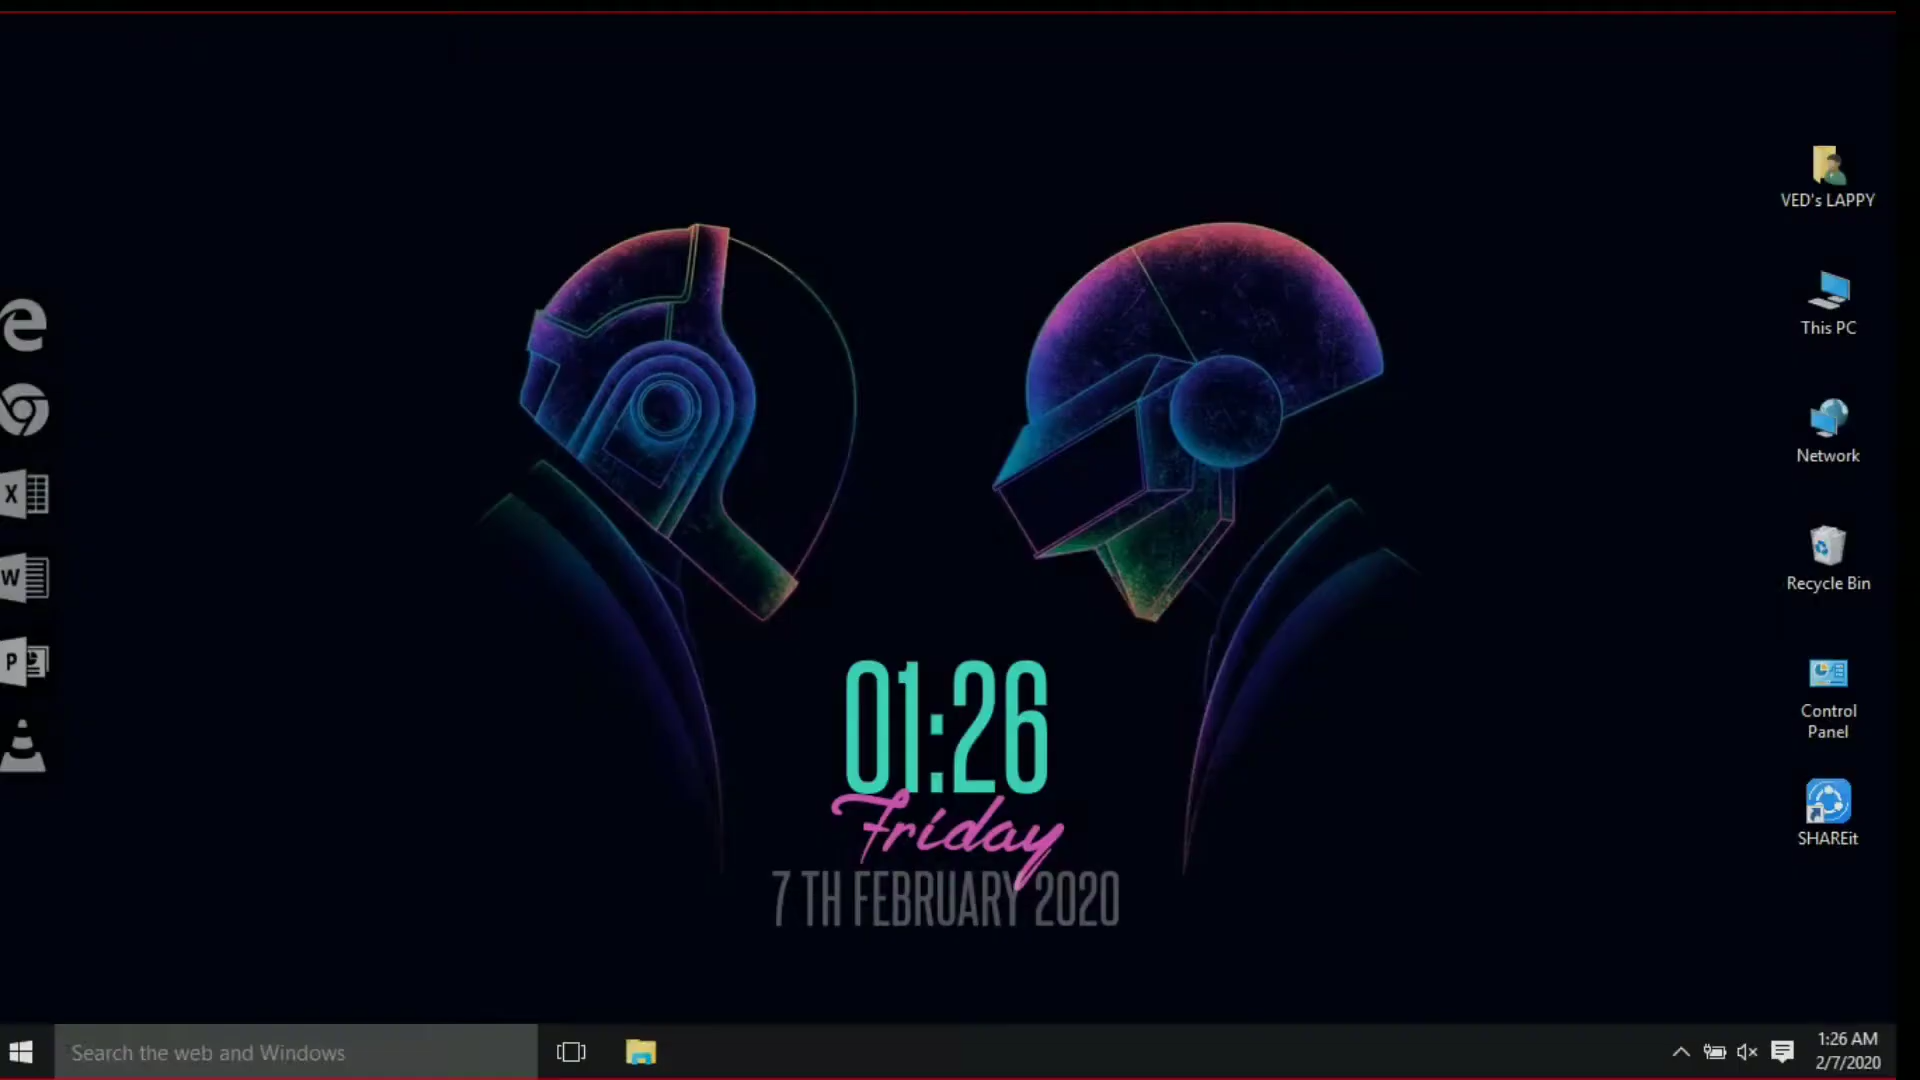 VED's LAPPY
This PC
Network
X
W
Recycle Bin
P
Control
Panel
SHAREit
01:26
Friday
7 TH FEBRUARY 2020
Search the web and Windows
1:26 AM
2/7/2020